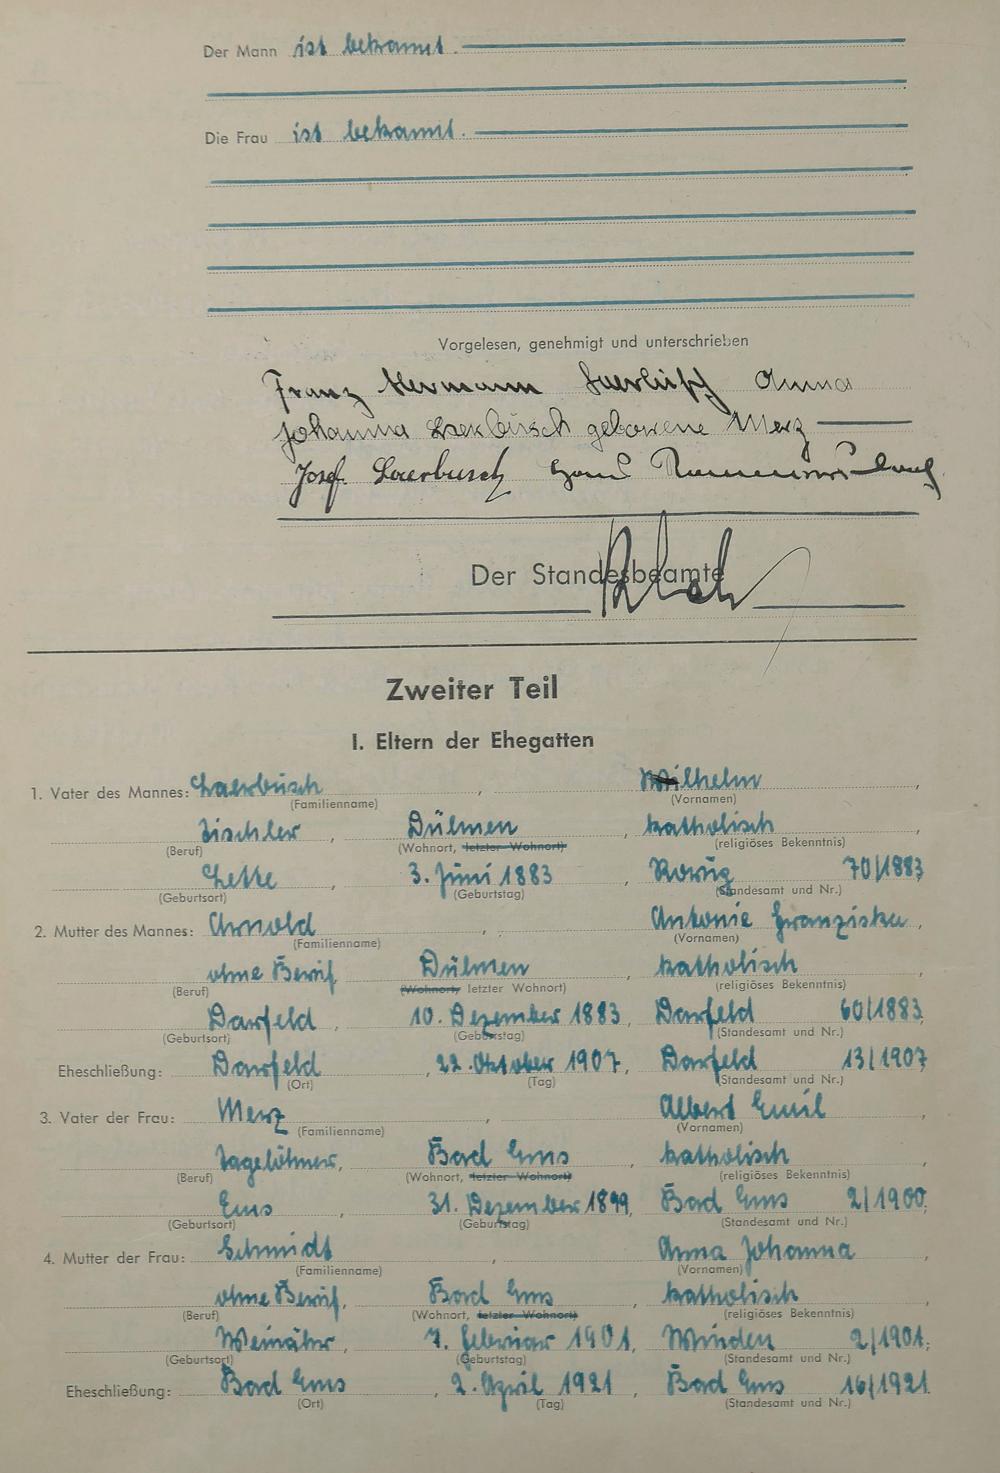 Der Mann ist bekannt.
Die Frau ist bekannt.
Vorgelesen, genehmigt und unterschrieben
Franz Hermann Laerbusch Anna
Johanna Laerbusch geborene Merz
Josef Laerbusch
Der Standesbeamte
Zweiter Teil
I. Eltern der Ehegatten
1. Vater des Mannes: Laerbusch, Wilhelm,
(Familienname) (Vornamen)
Tischler, Dülmen, katholisch
(Beruf) (Wohnort, letzter Wohnort) (religiöses Bekenntnis)
Lette, 3. Juni 1883, Rorup 70/1883,
(Geburtsort) (Geburtstag) (Standesamt und Nr.)
2. Mutter des Mannes: Arnold, Antonie Franziska,
(Familienname) (Vornamen)
ohne Beruf, Dülmen, katholisch
(Beruf) (Wohnort, letzter Wohnort) (religiöses Bekenntnis)
Darfeld, 10. Dezember 1883, Darfeld 60/1883,
(Geburtsort) (Geburtstag) (Standesamt und Nr.)
Eheschließung: Darfeld, 22. Oktober 1907, Darfeld 13/1907
(Ort) (Tag) (Standesamt und Nr.)
3. Vater der Frau: Merz, Albert Emil,
(Familienname) (Vornamen)
Tagelöhner, Bad Ems, katholisch,
(Beruf) (Wohnort, letzter Wohnort) (religiöses Bekenntnis)
Ems, 31. Dezember 1899, Bad Ems 2/1900,
(Geburtsort) (Geburtstag) (Standesamt und Nr.)
4. Mutter der Frau: Schmidt, Anna Johanna,
(Familienname) (Vornamen)
ohne Beruf, Bad Ems, katholisch,
(Beruf) (Wohnort, letzter Wohnort) (religiöses Bekenntnis)
Weinähr, 7. Februar 1901, Winden 2/1901,
(Geburtsort) (Geburtstag) (Standesamt und Nr.)
Eheschließung: Bad Ems, 2. April 1921, Bad Ems 16/1921.
(Ort) (Tag) (Standesamt und Nr.)